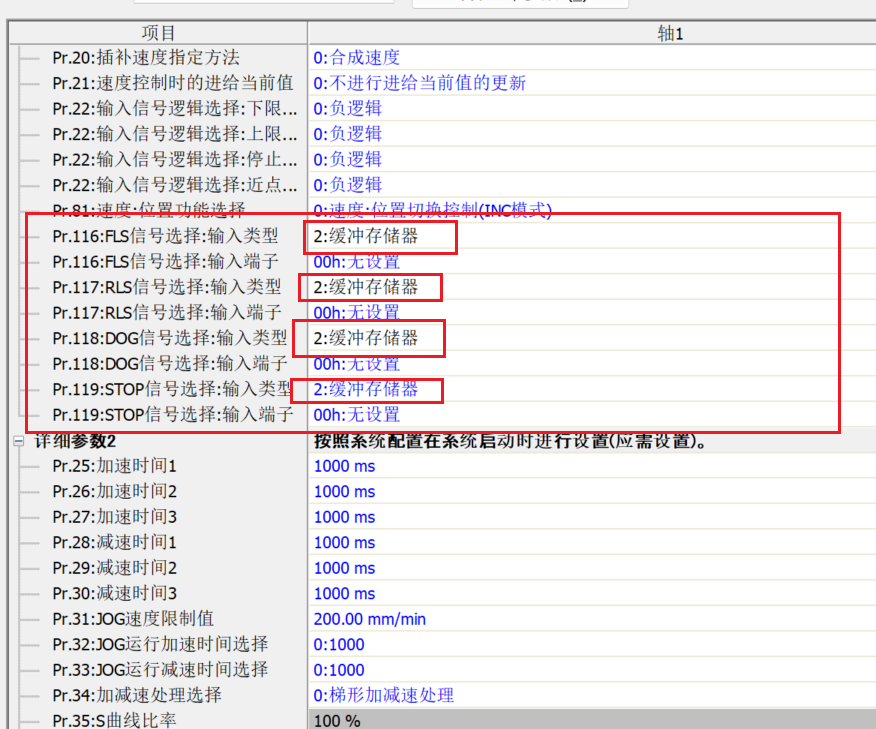 项目 轴1
Pr.20:插补速度指定方法 0:合成速度
Pr.21:速度控制时的进给当前值 0:不进行进给当前值的更新
Pr.22:输入信号逻辑选择:下限... 0:负逻辑
Pr.22:输入信号逻辑选择:上限... 0:负逻辑
Pr.22:输入信号逻辑选择:停止... 0:负逻辑
Pr.22:输入信号逻辑选择:近点... 0:负逻辑
Pr.81:速度·位置功能选择 0:速度·位置切换控制(INC模式)
Pr.116:FLS信号选择:输入类型 2:缓冲存储器
Pr.116:FLS信号选择:输入端子 00h:无设置
Pr.117:RLS信号选择:输入类型 2:缓冲存储器
Pr.117:RLS信号选择:输入端子 00h:无设置
Pr.118:DOG信号选择:输入类型 2:缓冲存储器
Pr.118:DOG信号选择:输入端子 00h:无设置
Pr.119:STOP信号选择:输入类型 2:缓冲存储器
Pr.119:STOP信号选择:输入端子 00h:无设置
详细参数2 按照系统配置在系统启动时进行设置(应需设置)。
Pr.25:加速时间1 1000 ms
Pr.26:加速时间2 1000 ms
Pr.27:加速时间3 1000 ms
Pr.28:减速时间1 1000 ms
Pr.29:减速时间2 1000 ms
Pr.30:减速时间3 1000 ms
Pr.31:JOG速度限制值 200.00 mm/min
Pr.32:JOG运行加速时间选择 0:1000
Pr.33:JOG运行减速时间选择 0:1000
Pr.34:加减速处理选择 0:梯形加减速处理
Pr.35:S曲线比率 100 %